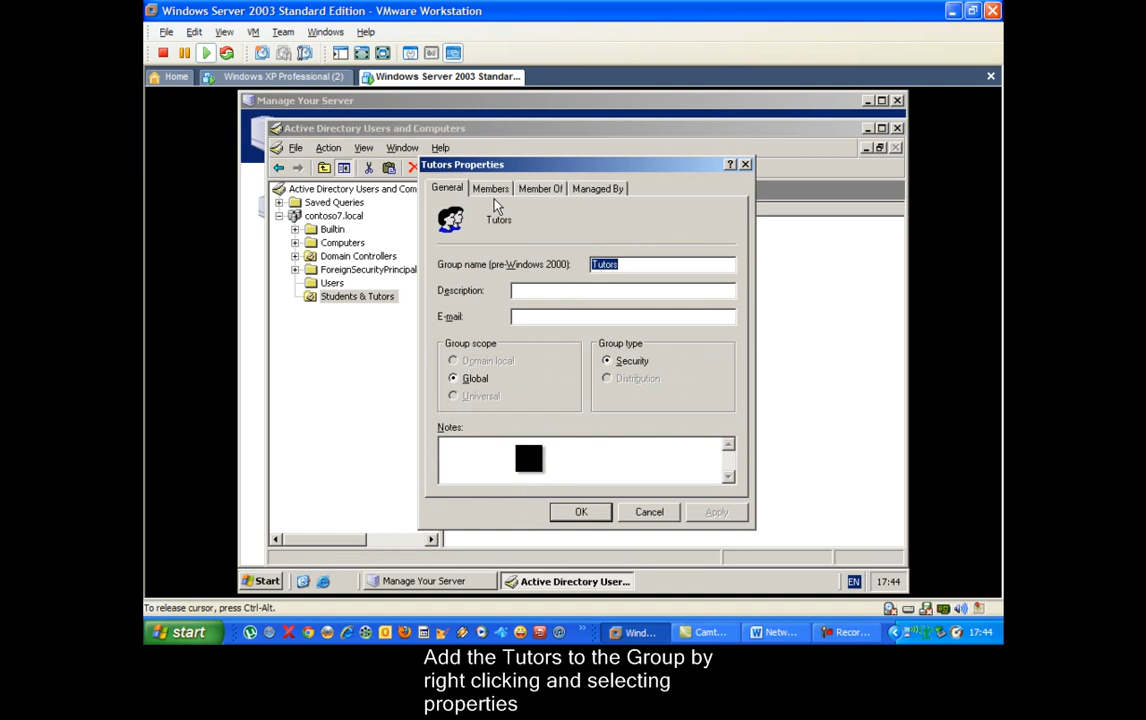 Windows Server 2003 Standard Edition - VMware Workstation
File Edit View VM Team Windows Help
Home Windows XP Professional (2) Windows Server 2003 Standar...
Manage Your Server
Active Directory Users and Computers
File Action View Window Help
Tutors Properties
Active Directory Users and Com
Saved Queries
contoso7.local
Builtin
Computers
Domain Controllers
ForeignSecurityPrincipal
Users
Students & Tutors
General Members Member Of Managed By
Tutors
Group name (pre-Windows 2000): Tutors
Description:
E-mail:
Group scope Group type
Domain local Security
Global Distribution
Universal
Notes:
OK Cancel Apply
Start Manage Your Server Active Directory User... EN 17:44
To release cursor, press Ctrl-Alt.
start Wind... Camt... Netw... Recor... 17:44
Add the Tutors to the Group by
right clicking and selecting
properties